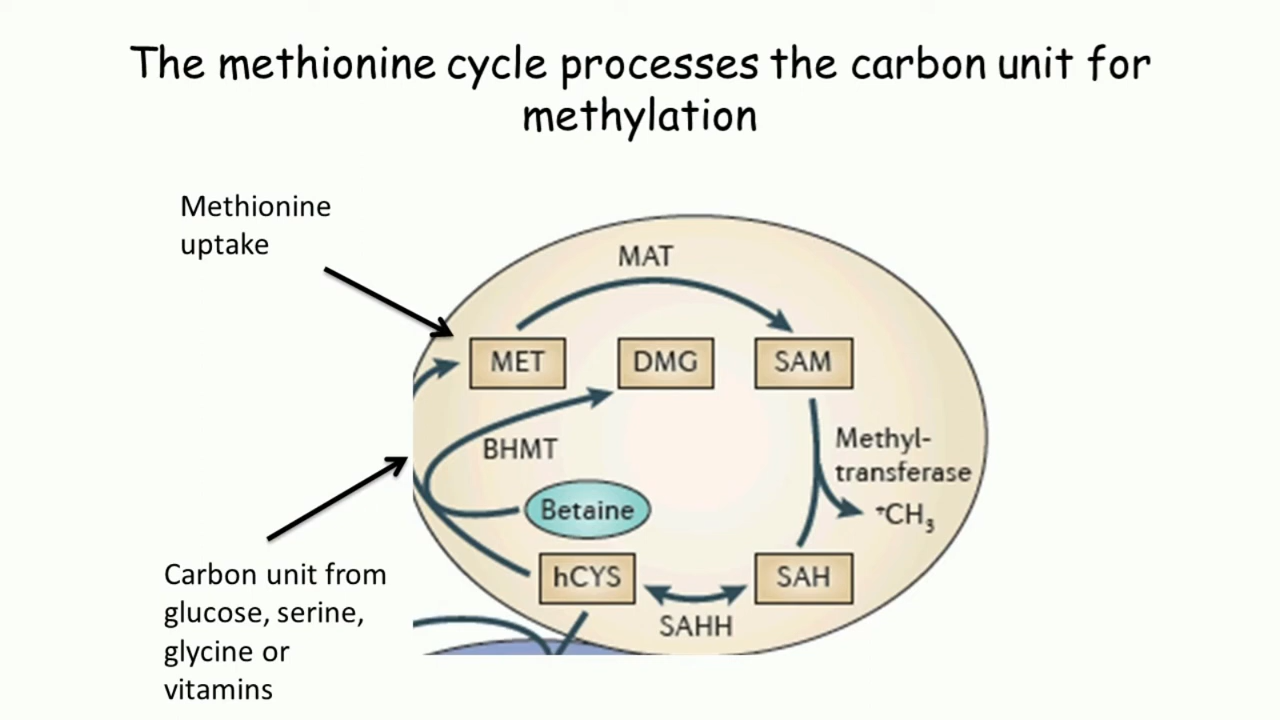 The methionine cycle processes the carbon unit for
methylation
Methionine
uptake
MAT
MET
DMG
SAM
BHMT
Methyl-
transferase
⁺CH₃
Betaine
hCYS
SAH
SAHH
Carbon unit from
glucose, serine,
glycine or
vitamins